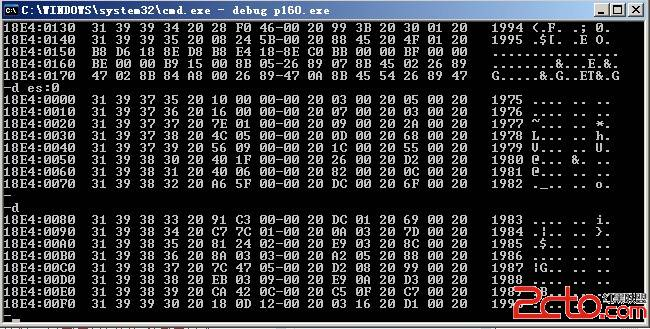 C:\WINDOWS\system32\cmd.exe - debug p160.exe
18E4:0130 31 39 39 34 20 28 F0 46-00 20 99 3B 20 30 01 20 1994 (.F. .; 0.
18E4:0140 31 39 39 35 20 08 24 5B-00 20 88 45 20 4F 01 20 1995 .$[. .E O.
18E4:0150 B8 D6 18 8E D8 B8 E4 18-8E C0 BB 00 00 BF 00 00 ................
18E4:0160 BE 00 00 B9 15 00 8B 05-26 89 07 8B 45 02 26 89 ........&...E.&.
18E4:0170 47 02 8B 84 A8 00 26 89-47 0A 8B 45 54 26 89 47 G.....&.G..ET&.G
-d es:0
18E4:0000 31 39 37 35 20 10 00 00-00 20 03 00 20 05 00 20 1975 .... .. ..
18E4:0010 31 39 37 36 20 16 00 00-00 20 07 00 20 03 00 20 1976 .... .. ..
18E4:0020 31 39 37 37 20 7E 01 00-00 20 09 00 20 2A 00 20 1977 ~... .. *.
18E4:0030 31 39 37 38 20 4C 05 00-00 20 0D 00 20 68 00 20 1978 L... .. h.
18E4:0040 31 39 37 39 20 56 09 00-00 20 1C 00 20 55 00 20 1979 V... .. U.
18E4:0050 31 39 38 30 20 40 1F 00-00 20 26 00 20 D2 00 20 1980 @... &. ..
18E4:0060 31 39 38 31 20 80 3E 00-00 20 82 00 20 7B 00 20 1981
18E4:0070 31 39 38 32 20 A6 5F 00-00 20 DC 00 20 6F 00 20 1982 ._.. .. o.
-
-d
18E4:0080 31 39 38 33 20 91 C3 00-00 20 DC 01 20 69 00 20 1983 .... .. i.
18E4:0090 31 39 38 34 20 C7 7C 01-00 20 0A 03 20 7D 00 20 1984 .|.. .. }.
18E4:00A0 31 39 38 35 20 81 24 02-00 20 E9 03 20 8C 00 20 1985 .$.. .. ..
18E4:00B0 31 39 38 36 20 8A 03 03-00 20 A2 05 20 88 00 20 1986 .... .. ..
18E4:00C0 31 39 38 37 20 7C 47 05-00 20 D2 08 20 99 00 20 1987 |G.. .. ..
18E4:00D0 31 39 38 38 20 EB 03 09-00 20 E9 0A 20 D3 00 20 1988
18E4:00E0 31 39 38 39 20 CA 42 0C-00 20 C5 0F 20 C7 00 20
18E4:00F0 31 39 39 30 20 18 0D 12-00 20 03 16 20 D1 00 20
-
2cto.com